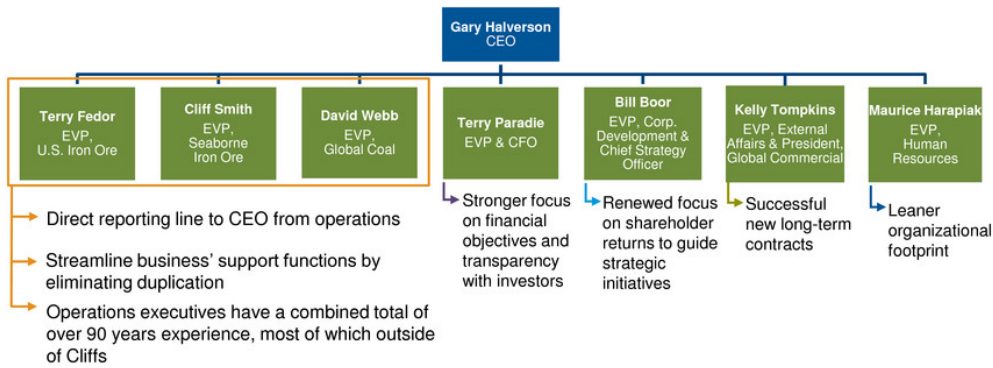 Gary Halverson
CEO
Terry Fedor
EVP,
U.S. Iron Ore
Cliff Smith
EVP,
Seaborne
Iron Ore
David Webb
EVP,
Global Coal
Terry Paradie
EVP & CFO
Bill Boor
EVP, Corp.
Development &
Chief Strategy
Officer
Kelly Tompkins
EVP, External
Affairs & President,
Global Commercial
Maurice Harapiak
EVP,
Human
Resources
Direct reporting line to CEO from operations
Streamline business' support functions by
eliminating duplication
Operations executives have a combined total of
over 90 years experience, most of which outside
of Cliffs
Stronger focus
on financial
objectives and
transparency
with investors
Renewed focus
on shareholder
returns to guide
strategic
initiatives
Successful
new long-term
contracts
Leaner
organizational
footprint